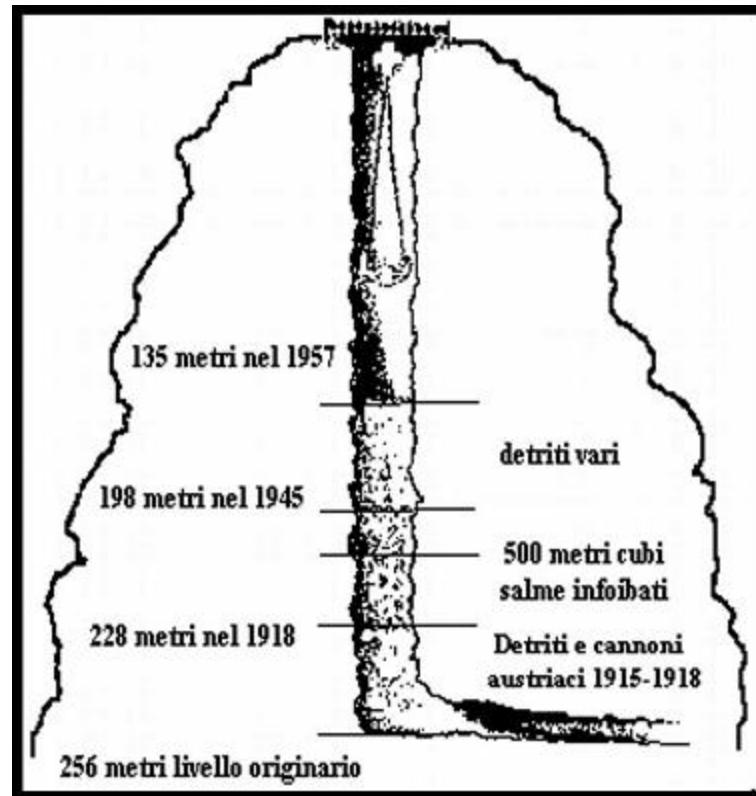 135 metri nel 1957
detriti vari
198 metri nel 1945
500 metri cubi
salme infoibati
228 metri nel 1918
Detriti e cannoni
austriaci 1915-1918
256 metri livello originario